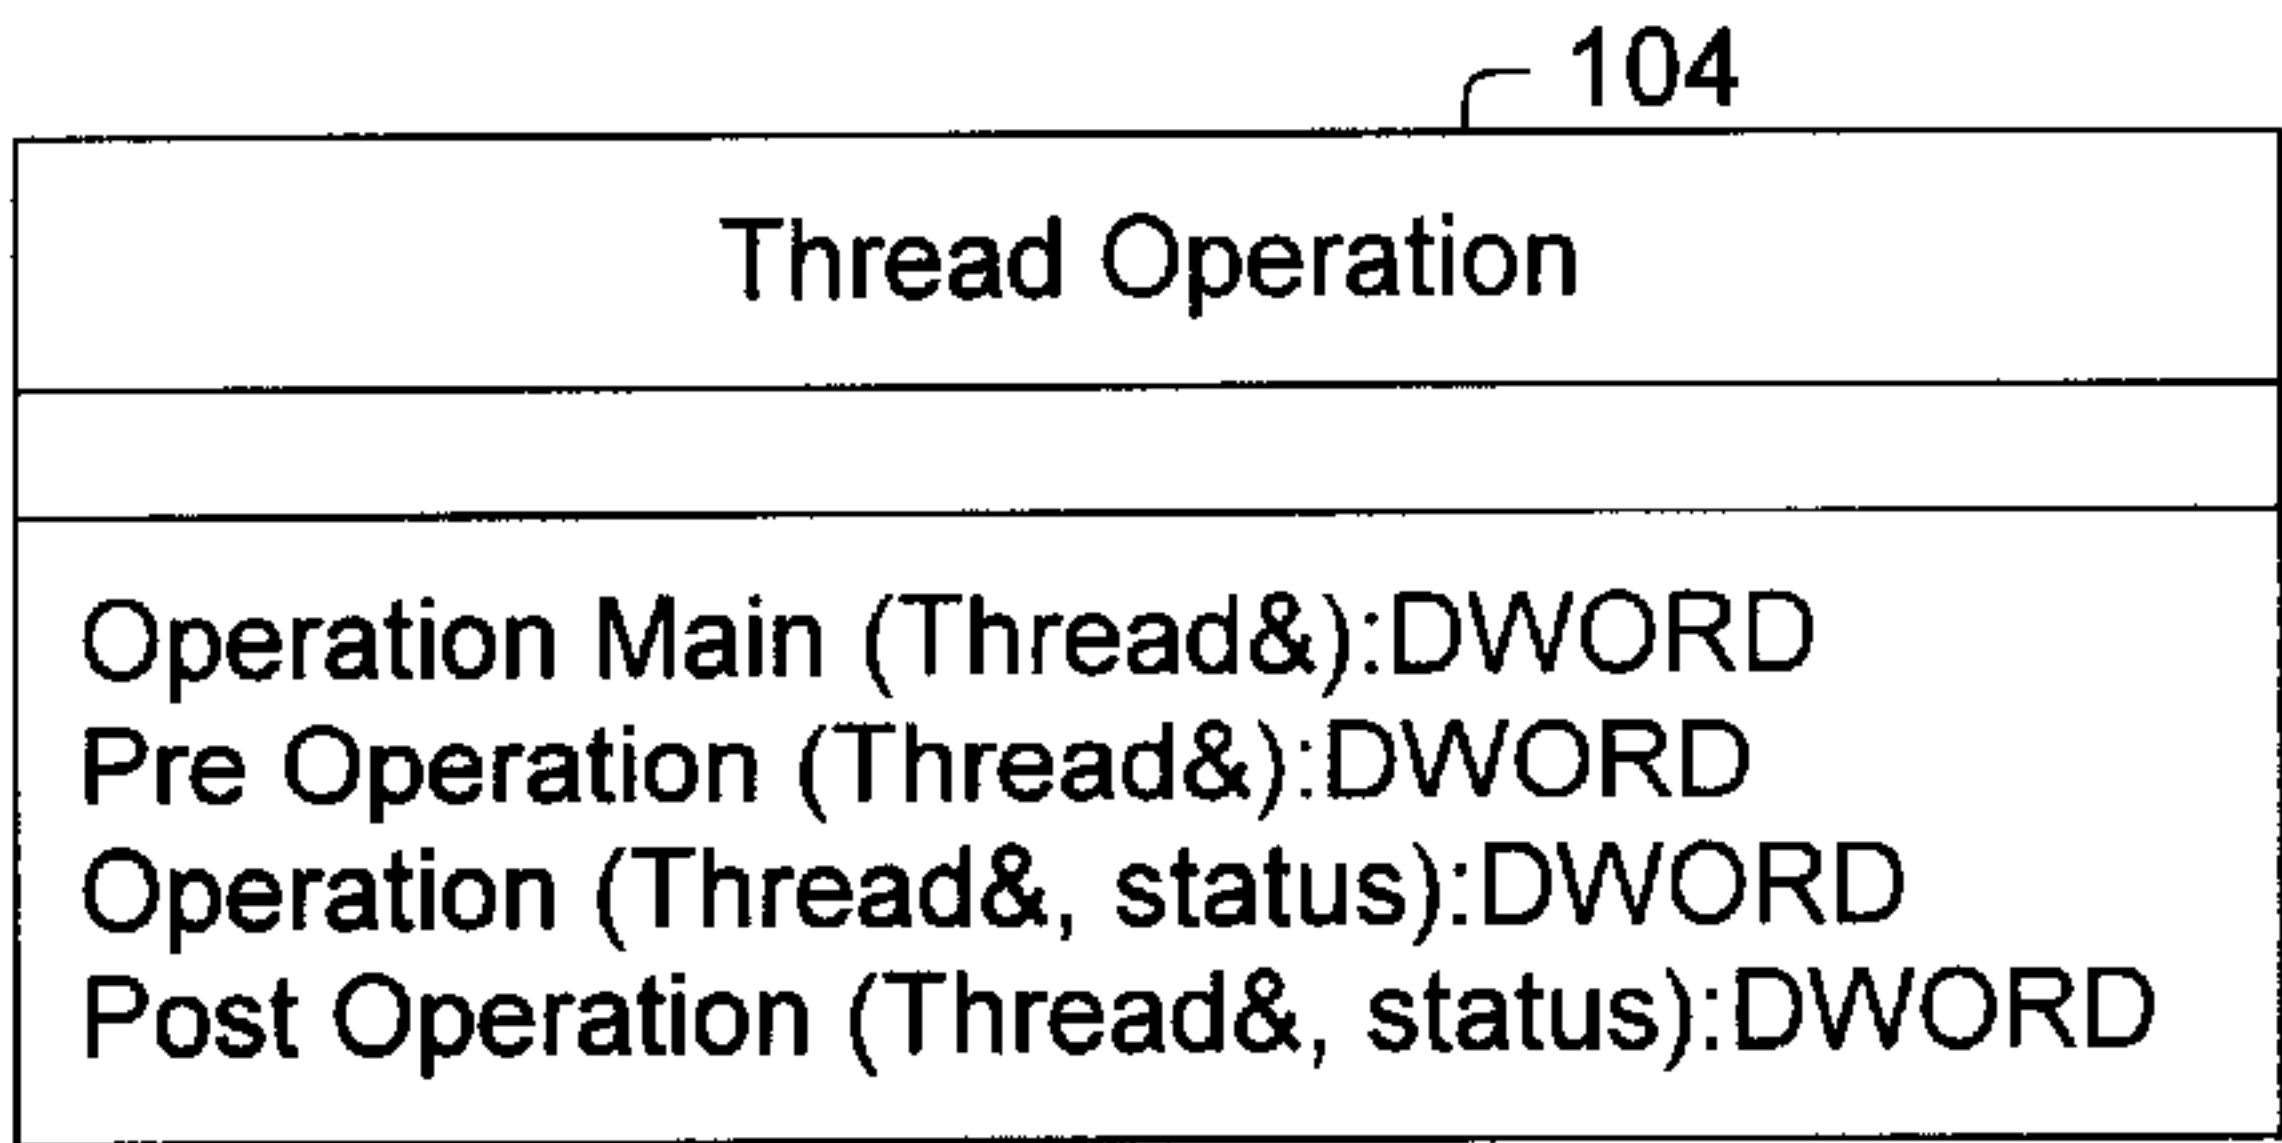 104
Thread Operation
Operation Main (Thread&):DWORD
Pre Operation (Thread&):DWORD
Operation (Thread&, status):DWORD
Post Operation (Thread&, status):DWORD